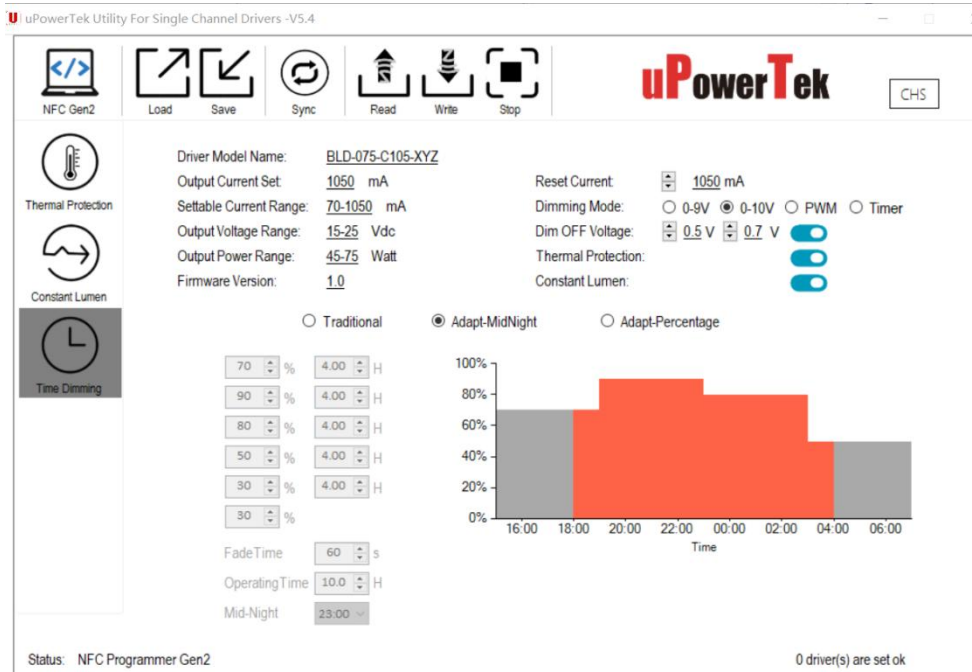 uPowerTek Utility For Single Channel Drivers -V5.4
NFC Gen2
Load
Save
Sync
Read
Write
Stop
uPowerTek
CHS
Thermal Protection
Constant Lumen
Time Dimming
Driver Model Name: BLD-075-C105-XYZ
Output Current Set: 1050 mA
Reset Current: 1050 mA
Settable Current Range: 70-1050 mA
Dimming Mode: 0-9V 0-10V PWM Timer
Output Voltage Range: 15-25 Vdc
Dim OFF Voltage: 0.5 V 0.7 V
Output Power Range: 45-75 Watt
Thermal Protection:
Firmware Version: 1.0
Constant Lumen:
Traditional Adapt-MidNight Adapt-Percentage
70 % 4.00 H
90 % 4.00 H
80 % 4.00 H
50 % 4.00 H
30 % 4.00 H
30 %
FadeTime 60 s
OperatingTime 10.0 H
Mid-Night 23:00
100%
80%
60%
40%
20%
0%
16:00 18:00 20:00 22:00 00:00 02:00 04:00 06:00
Time
Status: NFC Programmer Gen2
0 driver(s) are set ok